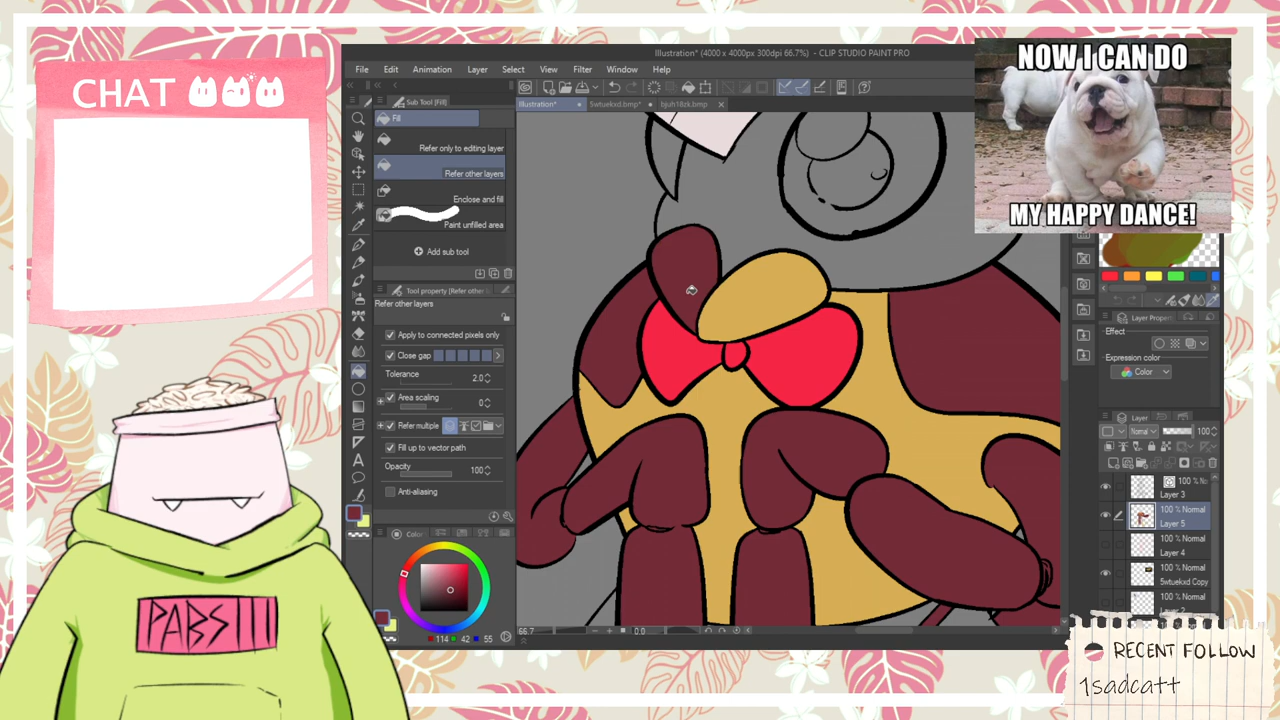 CHAT
Illustration* (4000 x 4000px 300dpi 66.7%) - CLIP STUDIO PAINT PRO
File Edit Animation Layer Select View Filter Window Help
Sub Tool [Fill]
Fill
Refer only to editing layer
Refer other layers
Enclose and fill
Paint unfilled area
Add sub tool
Tool property [Refer other
Refer other layers
Apply to connected pixels only
Close gap
Tolerance
2.0
Area scaling
0
Refer multiple
Fill up to vector path
Opacity
100
Anti-aliasing
Color
114 42 55
Illustration* 5wtuekxd.bmp* bjuih18zk.bmp
66.7 0.0
NOW I CAN DO
MY HAPPY DANCE!
Layer Proper
Effect
Expression color
Color
Layer
Normal 100
100 % No
Layer 3
100 % Normal
Layer 5
100 % Normal
Layer 4
100 % Normal
5wtuekxd Copy
100 % Normal
PABSIIII
RECENT FOLLOW
1sadcatt